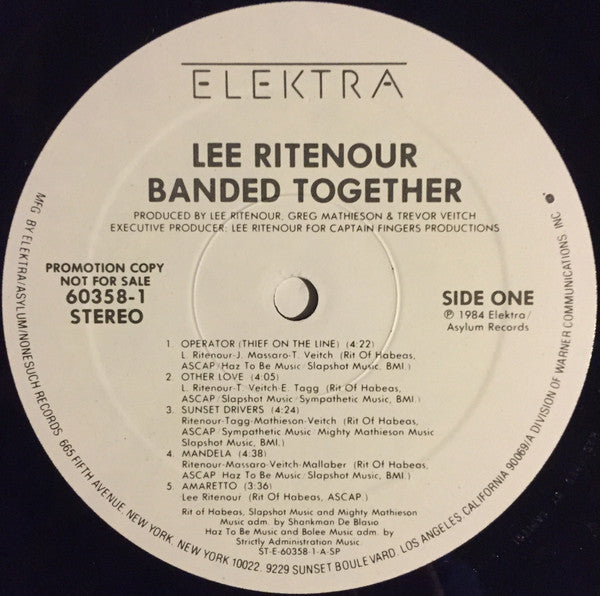 ELEKTRA
LEE RITENOUR
BANDED TOGETHER
PRODUCED BY LEE RITENOUR, GREG MATHIESON & TREVOR VEITCH
EXECUTIVE PRODUCER: LEE RITENOUR FOR CAPTAIN FINGERS PRODUCTIONS
PROMOTION COPY
NOT FOR SALE
60358-1
STEREO
SIDE ONE
℗ 1984 Elektra/
Asylum Records
1. OPERATOR (THIEF ON THE LINE) (4:22)
L. Ritenour-J. Massaro-T. Veitch (Rit Of Habeas,
ASCAP/Haz To Be Music/Slapshot Music, BMI.)
2. OTHER LOVE (4:05)
L. Ritenour-T. Veitch-E. Tagg (Rit Of Habeas,
ASCAP/Slapshot Music/Sympathetic Music, BMI.)
3. SUNSET DRIVERS (4:24)
Ritenour-Tagg-Mathieson-Veitch (Rit Of Habeas,
ASCAP/Sympathetic Music/Mighty Mathieson Music
Slapshot Music, BMI.)
4. MANDELA (4:38)
Ritenour-Massaro-Veitch-Mallaber (Rit Of Habeas,
ASCAP/Haz To Be Music/Slapshot Music, BMI.)
5. AMARETTO (3:36)
Lee Ritenour (Rit Of Habeas, ASCAP.)
Rit of Habeas, Slapshot Music and Mighty Mathieson
Music adm. by Shankman De Blasio
Haz To Be Music and Bolee Music adm. by
Strictly Administration Music.
ST-E-60358-1-A-SP
MFG. BY ELEKTRA/ASYLUM/NONESUCH RECORDS, 665 FIFTH AVENUE, NEW YORK, NEW YORK 10022. 9229 SUNSET BOULEVARD, LOS ANGELES, CALIFORNIA 90069/A DIVISION OF WARNER COMMUNICATIONS, INC.